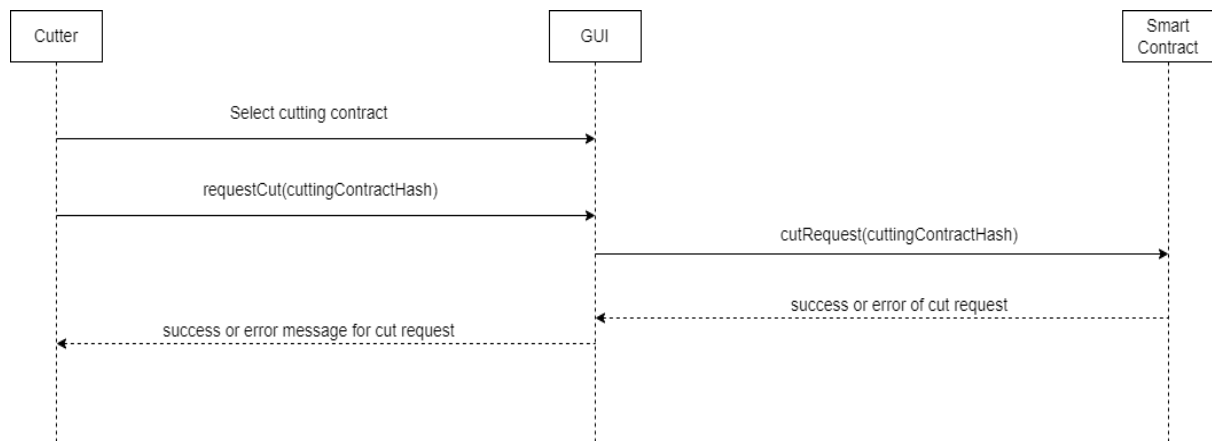 Cutter
GUI
Smart
Contract
Select cutting contract
requestCut(cuttingContractHash)
cutRequest(cuttingContractHash)
success or error of cut request
success or error message for cut request